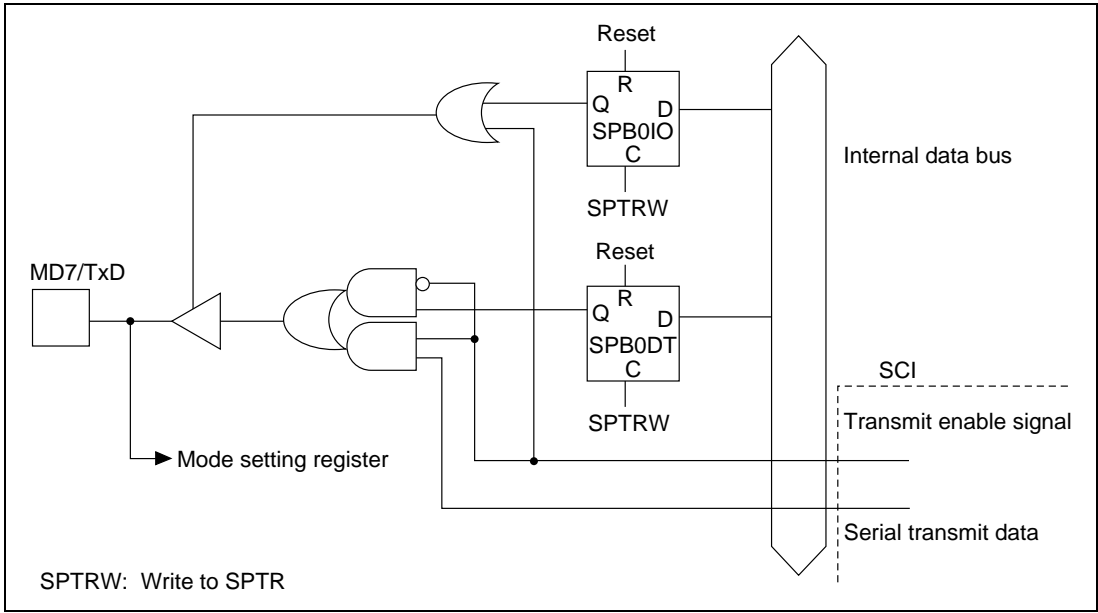 Reset
R
Q
D
SPB0IO
C
SPTRW
Internal data bus
Reset
MD7/TxD
R
Q
D
SPB0DT
C
SPTRW
SCI
Transmit enable signal
Mode setting register
Serial transmit data
SPTRW: Write to SPTR